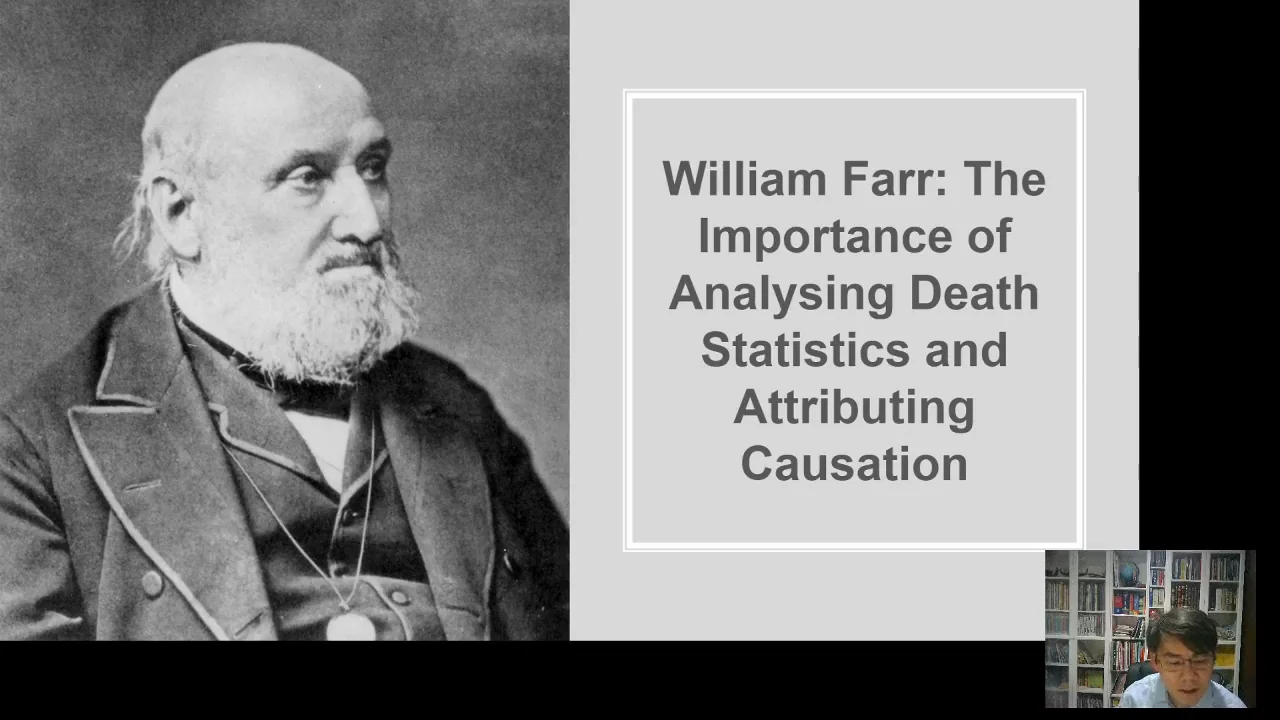 William Farr: The
Importance of
Analysing Death
Statistics and
Attributing
Causation